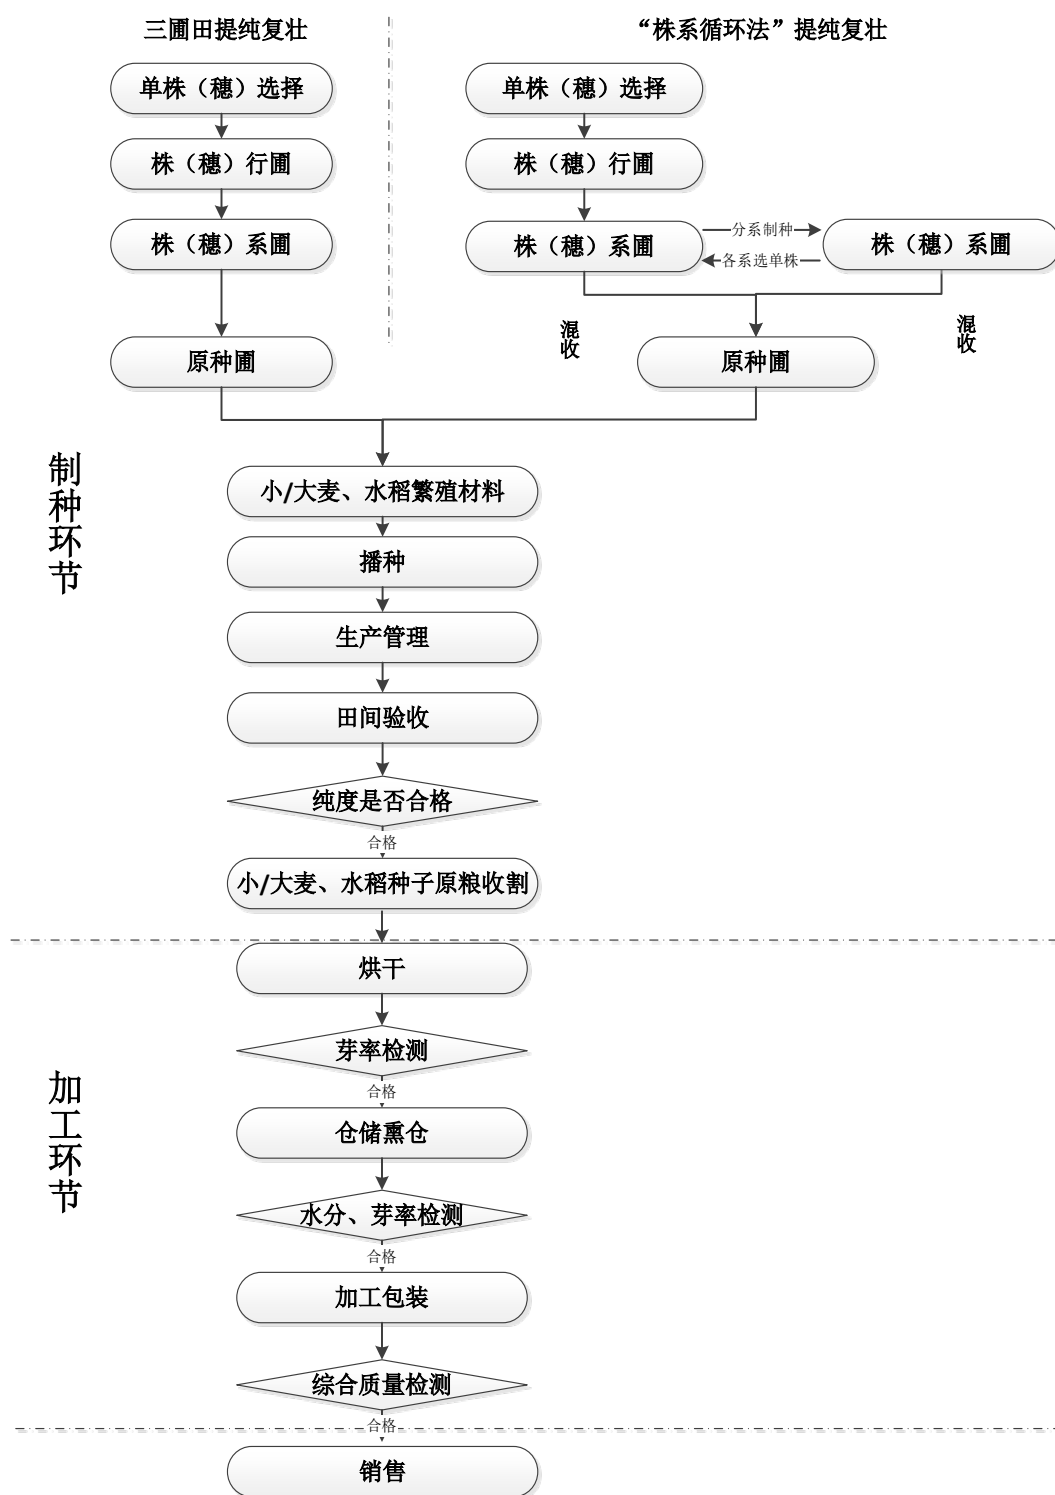 三圃田提纯复壮
“株系循环法”提纯复壮
单株（穗）选择
单株（穗）选择
株（穗）行圃
株（穗）行圃
株（穗）系圃
株（穗）系圃
分系制种
各系选单株
株（穗）系圃
混收
混收
原种圃
原种圃
制种环节
小/大麦、水稻繁殖材料
播种
生产管理
田间验收
纯度是否合格
合格
小/大麦、水稻种子原粮收割
加工环节
烘干
芽率检测
合格
仓储熏仓
水分、芽率检测
合格
加工包装
综合质量检测
合格
销售